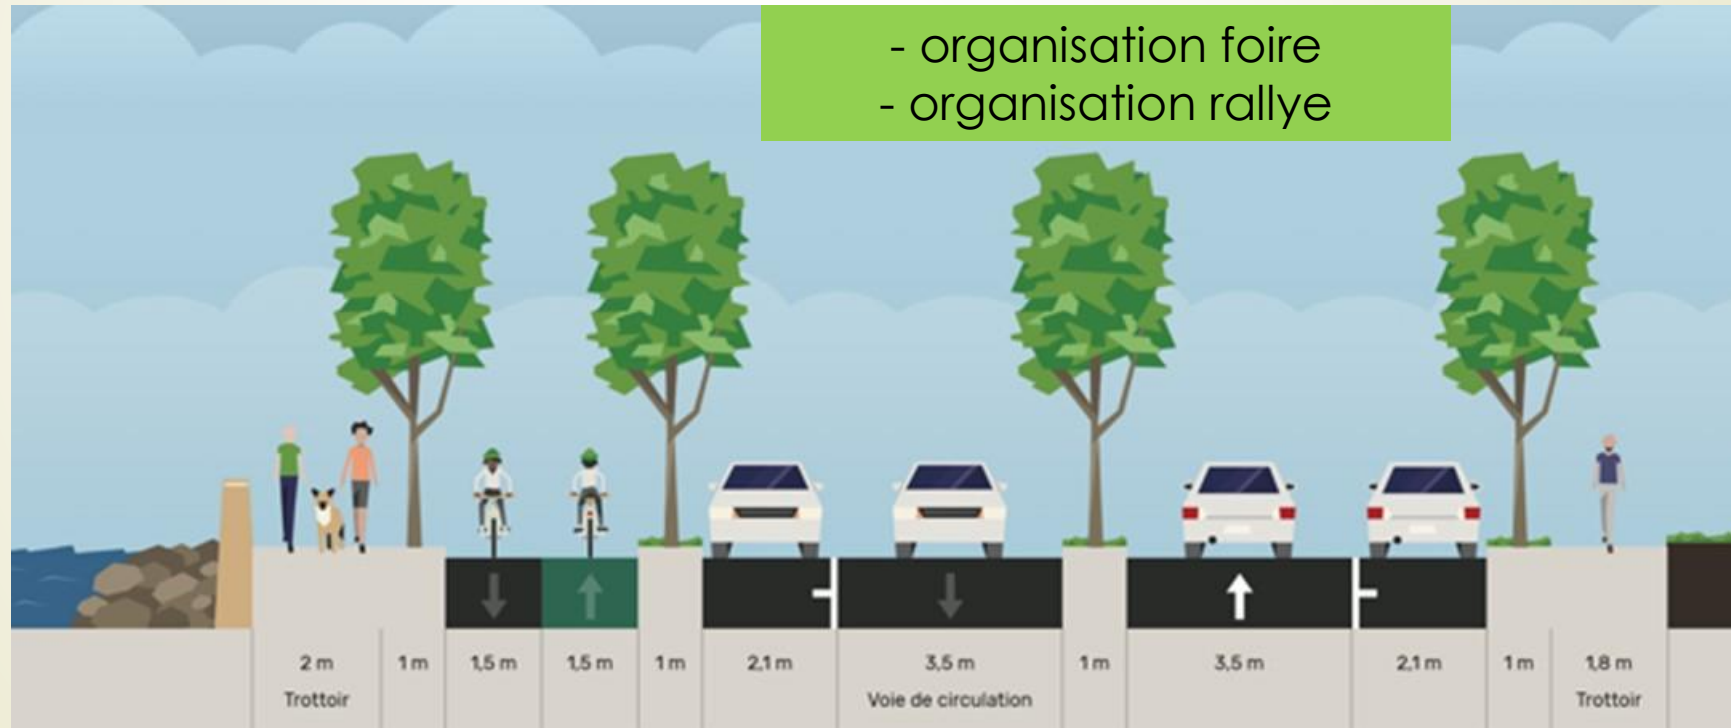 - organisation foire
- organisation rallye
2 m
1 m
1,5 m
1,5 m
1 m
2,1 m
3,5 m
1 m
3,5 m
2,1 m
1 m
1,8 m
Trottoir
Voie de circulation
Trottoir